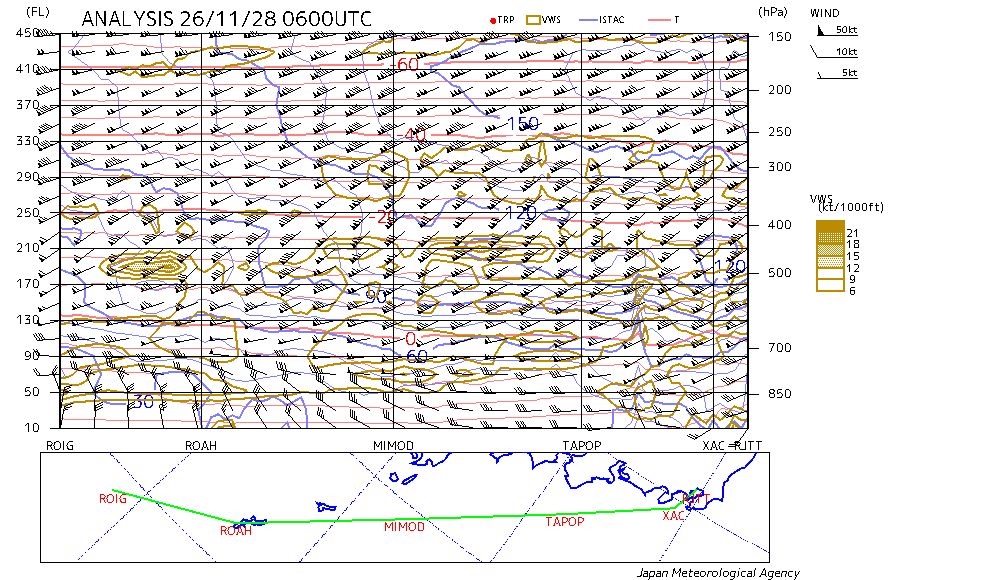 ANALYSIS 26/11/28 0600UTC
TRP VWS ISTAC T
(FL) (hPa) WIND
450 150 50kt
410 -60 10kt
5kt
200
370
150
330 -40 250
290 300
VWS
(kt/1000ft)
250 -20 120 400
21
210 18
15
120 500 12
170 9
90 6
130
0 700
90 60
50 30 850
10
ROIG ROAH MIMOD TAPOP XAC RJTT
ROIG RJTT
ROAH MIMOD TAPOP XAC
Japan Meteorological Agency